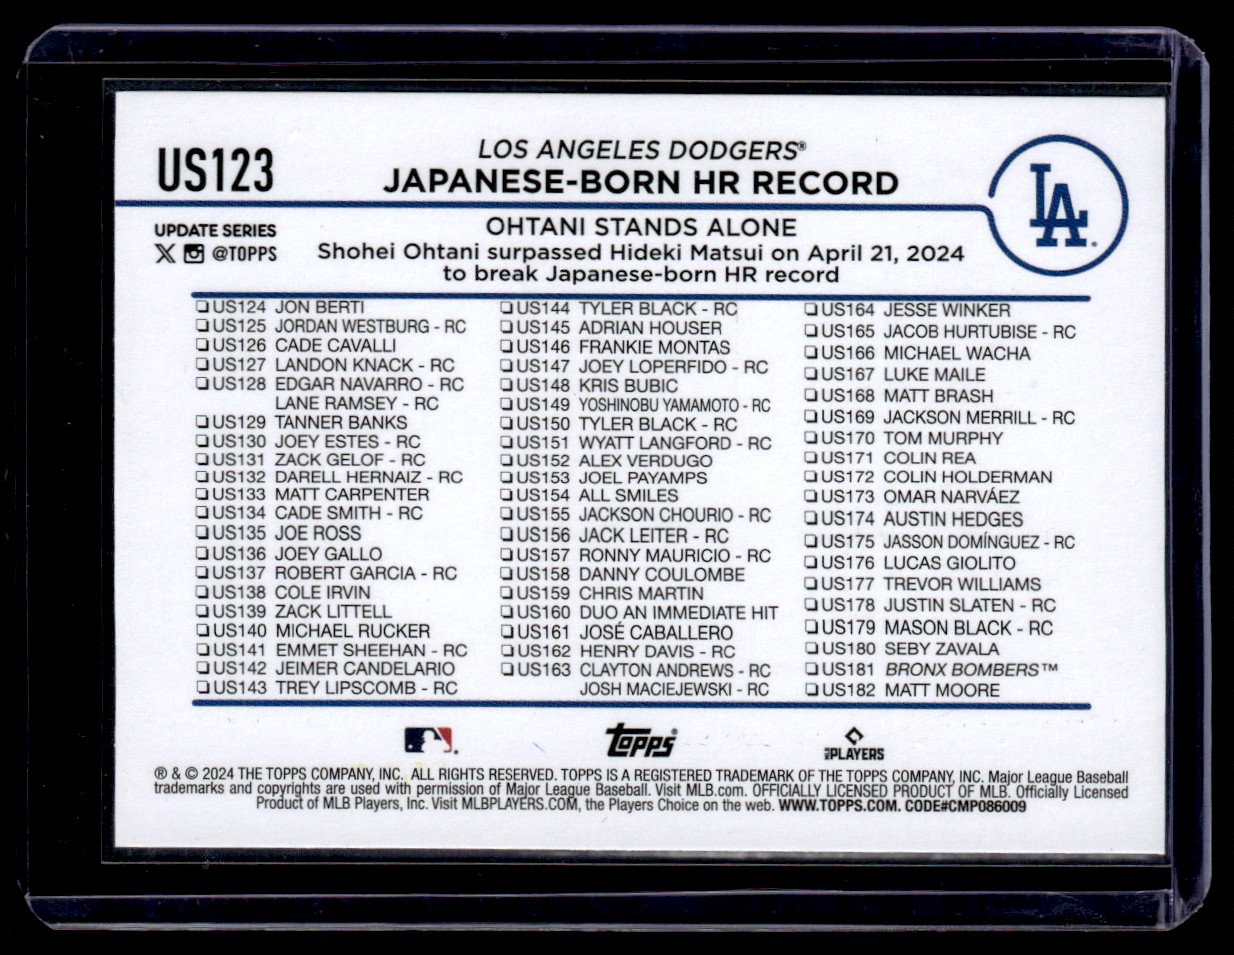 US123
LOS ANGELES DODGERS®
JAPANESE-BORN HR RECORD
LA
UPDATE SERIES
@TOPPS
OHTANI STANDS ALONE
Shohei Ohtani surpassed Hideki Matsui on April 21, 2024
to break Japanese-born HR record
❏US124 JON BERTI
❏US125 JORDAN WESTBURG - RC
❏US126 CADE CAVALLI
❏US127 LANDON KNACK - RC
❏US128 EDGAR NAVARRO - RC
LANE RAMSEY - RC
❏US129 TANNER BANKS
❏US130 JOEY ESTES - RC
❏US131 ZACK GELOF - RC
❏US132 DARELL HERNAIZ - RC
❏US133 MATT CARPENTER
❏US134 CADE SMITH - RC
❏US135 JOE ROSS
❏US136 JOEY GALLO
❏US137 ROBERT GARCIA - RC
❏US138 COLE IRVIN
❏US139 ZACK LITTELL
❏US140 MICHAEL RUCKER
❏US141 EMMET SHEEHAN - RC
❏US142 JEIMER CANDELARIO
❏US143 TREY LIPSCOMB - RC
❏US144 TYLER BLACK - RC
❏US145 ADRIAN HOUSER
❏US146 FRANKIE MONTAS
❏US147 JOEY LOPERFIDO - RC
❏US148 KRIS BUBIC
❏US149 YOSHINOBU YAMAMOTO - RC
❏US150 TYLER BLACK - RC
❏US151 WYATT LANGFORD - RC
❏US152 ALEX VERDUGO
❏US153 JOEL PAYAMPS
❏US154 ALL SMILES
❏US155 JACKSON CHOURIO - RC
❏US156 JACK LEITER - RC
❏US157 RONNY MAURICIO - RC
❏US158 DANNY COULOMBE
❏US159 CHRIS MARTIN
❏US160 DUO AN IMMEDIATE HIT
❏US161 JOSÉ CABALLERO
❏US162 HENRY DAVIS - RC
❏US163 CLAYTON ANDREWS - RC
JOSH MACIEJEWSKI - RC
❏US164 JESSE WINKER
❏US165 JACOB HURTUBISE - RC
❏US166 MICHAEL WACHA
❏US167 LUKE MAILE
❏US168 MATT BRASH
❏US169 JACKSON MERRILL - RC
❏US170 TOM MURPHY
❏US171 COLIN REA
❏US172 COLIN HOLDERMAN
❏US173 OMAR NARVÁEZ
❏US174 AUSTIN HEDGES
❏US175 JASSON DOMÍNGUEZ - RC
❏US176 LUCAS GIOLITO
❏US177 TREVOR WILLIAMS
❏US178 JUSTIN SLATEN - RC
❏US179 MASON BLACK - RC
❏US180 SEBY ZAVALA
❏US181 BRONX BOMBERS™
❏US182 MATT MOORE
Topps®
PLAYERS
® & © 2024 THE TOPPS COMPANY, INC. ALL RIGHTS RESERVED. TOPPS IS A REGISTERED TRADEMARK OF THE TOPPS COMPANY, INC. Major League Baseball
trademarks and copyrights are used with permission of Major League Baseball. Visit MLB.com. OFFICIALLY LICENSED PRODUCT OF MLB. Officially Licensed
Product of MLB Players, Inc. Visit MLBPLAYERS.COM, the Players Choice on the web. WWW.TOPPS.COM. CODE#CMP086009